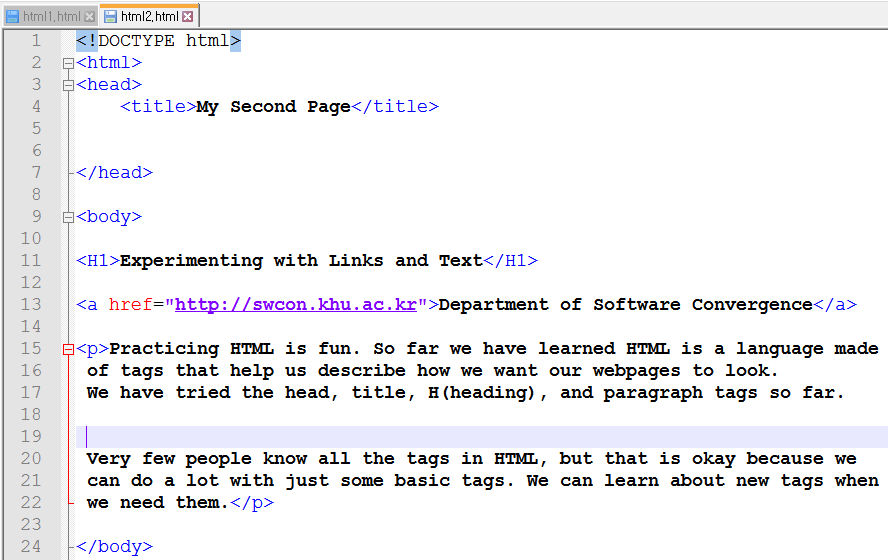 html1.html html2.html
1 <!DOCTYPE html>
2 <html>
3 <head>
4 <title>My Second Page</title>
5
6
7 </head>
8
9 <body>
10
11 <H1>Experimenting with Links and Text</H1>
12
13 <a href="http://swcon.khu.ac.kr">Department of Software Convergence</a>
14
15 <p>Practicing HTML is fun. So far we have learned HTML is a language made
16 of tags that help us describe how we want our webpages to look.
17 We have tried the head, title, H(heading), and paragraph tags so far.
18
19
20 Very few people know all the tags in HTML, but that is okay because we
21 can do a lot with just some basic tags. We can learn about new tags when
22 we need them.</p>
23
24 </body>